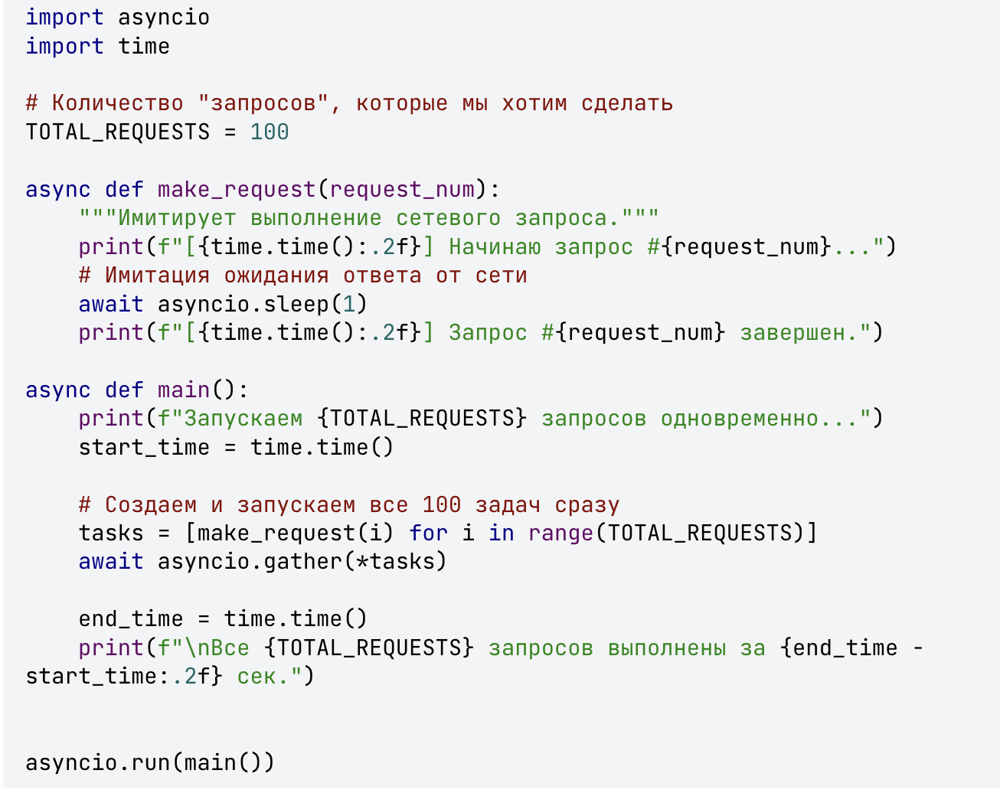 import asyncio
import time

# Количество "запросов", которые мы хотим сделать
TOTAL_REQUESTS = 100

async def make_request(request_num):
    """Имитирует выполнение сетевого запроса."""
    print(f"[{time.time():.2f}] Начинаю запрос #{request_num}...")
    # Имитация ожидания ответа от сети
    await asyncio.sleep(1)
    print(f"[{time.time():.2f}] Запрос #{request_num} завершен.")

async def main():
    print(f"Запускаем {TOTAL_REQUESTS} запросов одновременно...")
    start_time = time.time()

    # Создаем и запускаем все 100 задач сразу
    tasks = [make_request(i) for i in range(TOTAL_REQUESTS)]
    await asyncio.gather(*tasks)

    end_time = time.time()
    print(f"\nВсе {TOTAL_REQUESTS} запросов выполнены за {end_time -
start_time:.2f} сек.")


asyncio.run(main())